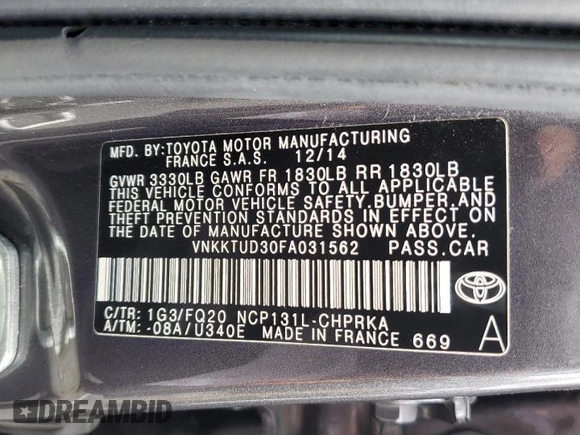 MFD. BY: TOYOTA MOTOR MANUFACTURING
FRANCE S.A.S. 12/14
GVWR 3330LB GAWR FR 1830LB RR 1830LB
THIS VEHICLE CONFORMS TO ALL APPLICABLE
FEDERAL MOTOR VEHICLE SAFETY, BUMPER, AND
THEFT PREVENTION STANDARDS IN EFFECT ON
THE DATE OF MANUFACTURE SHOWN ABOVE.
VNKKTUD30FA031562 PASS.CAR
C/TR: 1G3/FQ20 NCP131L-CHPRKA
A/TM: -08A/U340E MADE IN FRANCE 669 A
DREAMBID